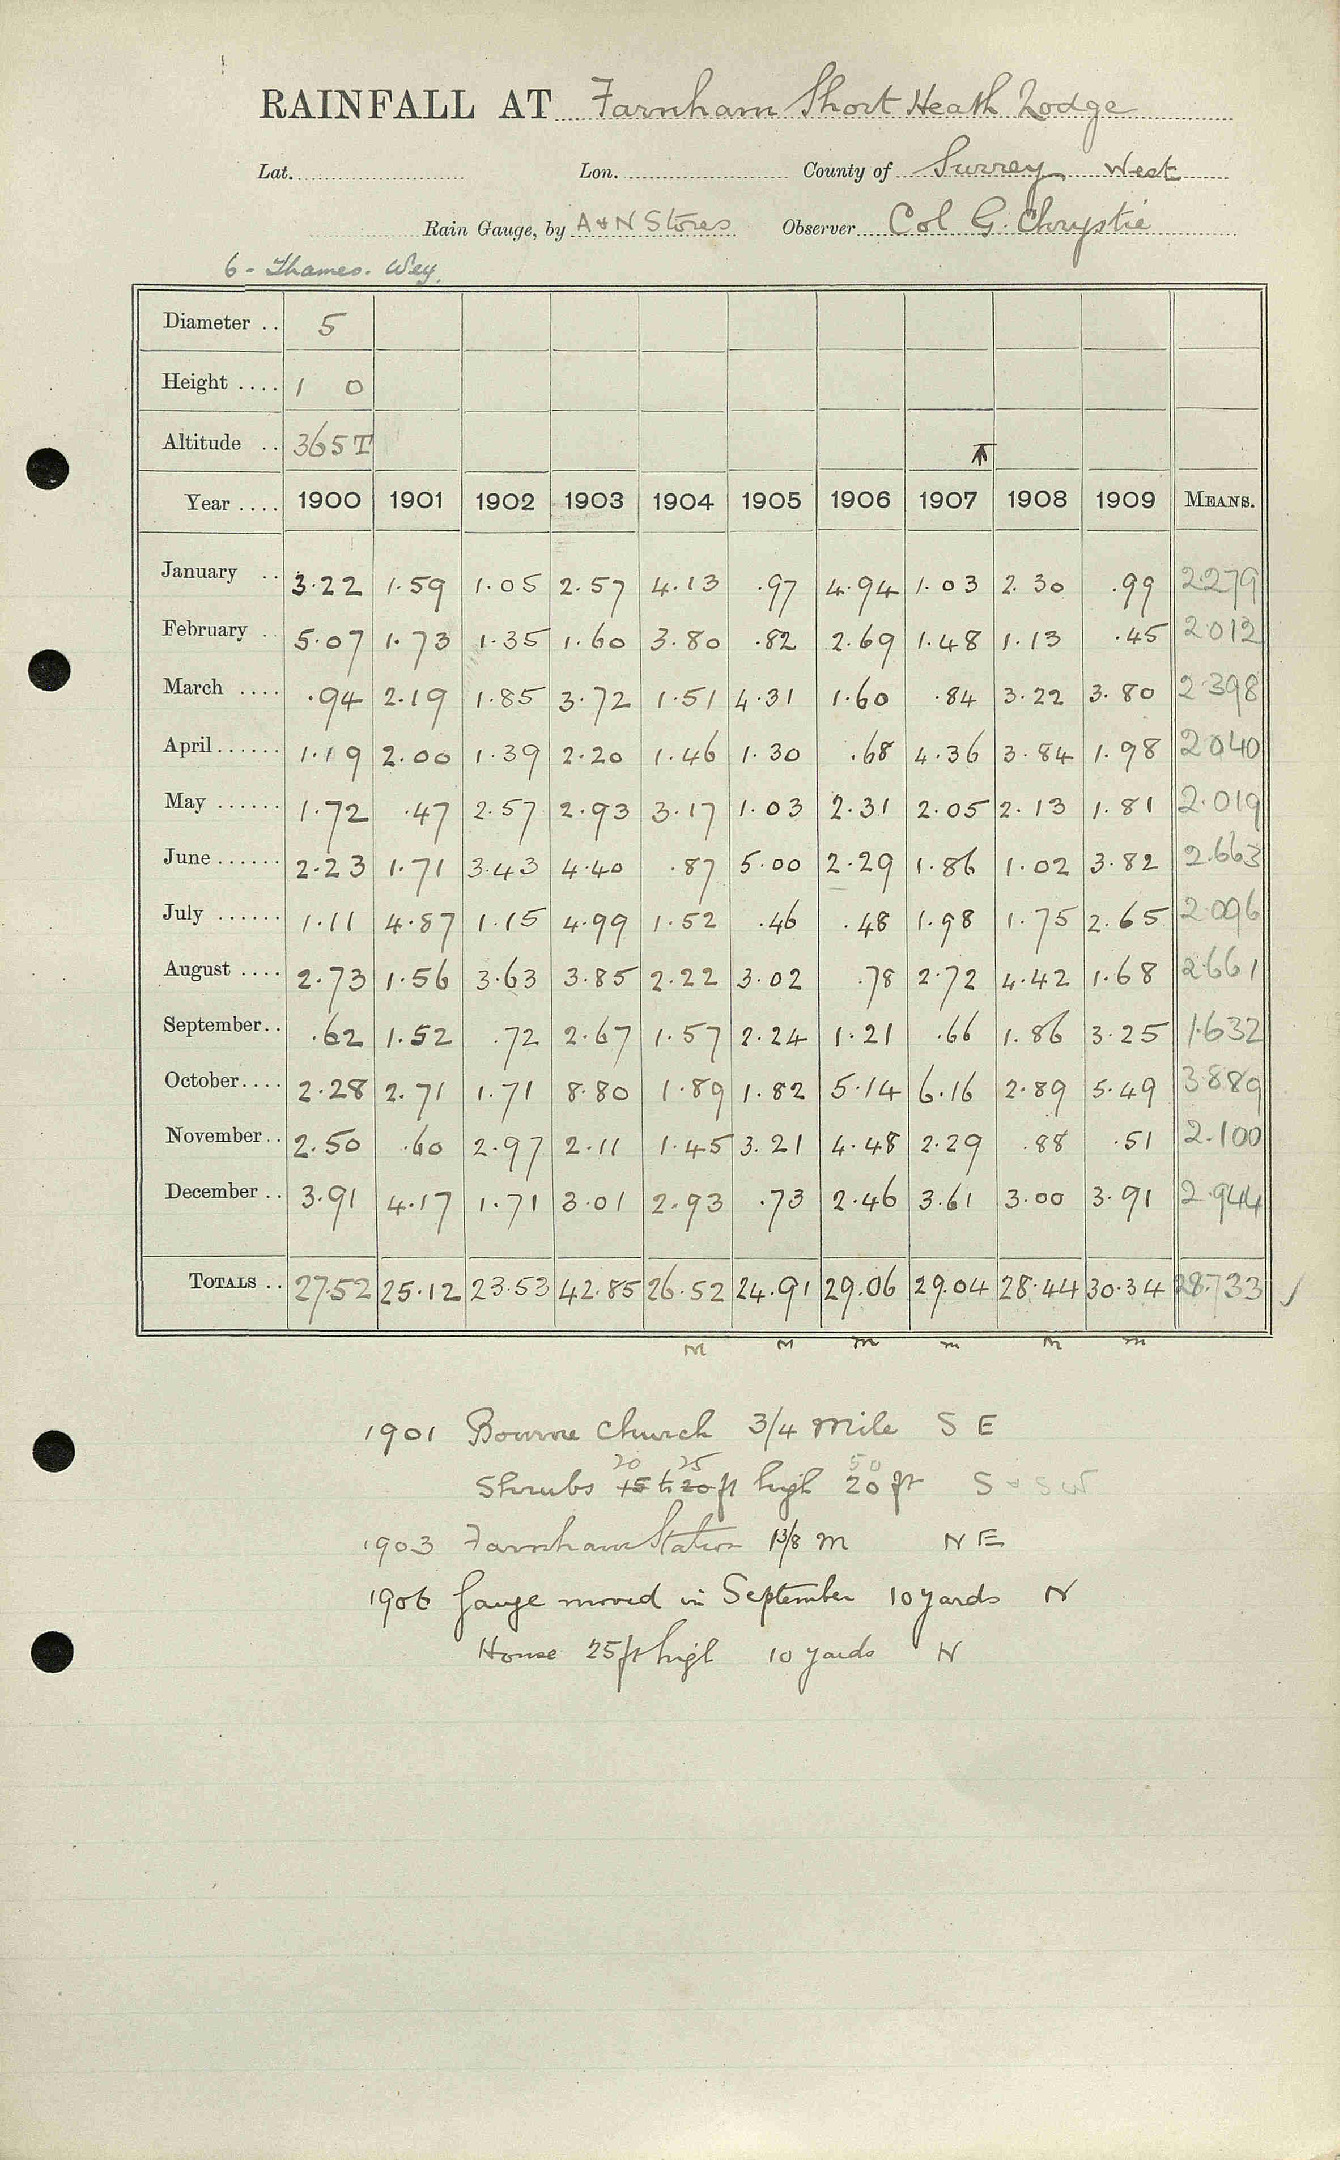 RAINFALL AT Farnham Short Heath Lodge
Lat. Lon. County of Surrey West
Rain Gauge, by A & N Stores Observer Col G. Chrystie
6 - Thames. Wey.
Diameter .. 5
Height .... 1 0
Altitude .. 365 T
Year .... 1900 1901 1902 1903 1904 1905 1906 1907 1908 1909 MEANS.
January .. 3.22 1.59 1.05 2.57 4.13 .97 4.94 1.03 2.30 .99 2.279
February .. 5.07 1.73 1.35 1.60 3.80 .82 2.69 1.48 1.13 .45 2.012
March .... .94 2.19 1.85 3.72 1.51 4.31 1.60 .84 3.22 3.80 2.398
April ...... 1.19 2.00 1.39 2.20 1.46 1.30 .68 4.36 3.84 1.98 2.040
May ...... 1.72 .47 2.57 2.93 3.17 1.03 2.31 2.05 2.13 1.81 2.019
June ...... 2.23 1.71 3.43 4.40 .87 5.00 2.29 1.86 1.02 3.82 2.663
July ...... 1.11 4.87 1.15 4.99 1.52 .46 .48 1.98 1.75 2.65 2.096
August .... 2.73 1.56 3.63 3.85 2.22 3.02 .78 2.72 4.42 1.68 2.661
September .. .62 1.52 .72 2.67 1.57 2.24 1.21 .66 1.86 3.25 1.632
October .... 2.28 2.71 1.71 8.80 1.89 1.82 5.14 6.16 2.89 5.49 3.889
November .. 2.50 .60 2.97 2.11 1.45 3.21 4.48 2.29 .88 .51 2.100
December .. 3.91 4.17 1.71 3.01 2.93 .73 2.46 3.61 3.00 3.91 2.944
TOTALS .. 27.52 25.12 23.53 42.85 26.52 24.91 29.06 29.04 28.44 30.34 28.733 ✓
M M M M M M
1901 Bourne Church 3/4 Mile S E
20 25 50
Shrubs 15 to 20 ft high 20 ft S & SW
1903 Farnham Station 1 3/8 M N E
1906 Gauge moved in September 10 yards N
House 25 ft high 10 yards N